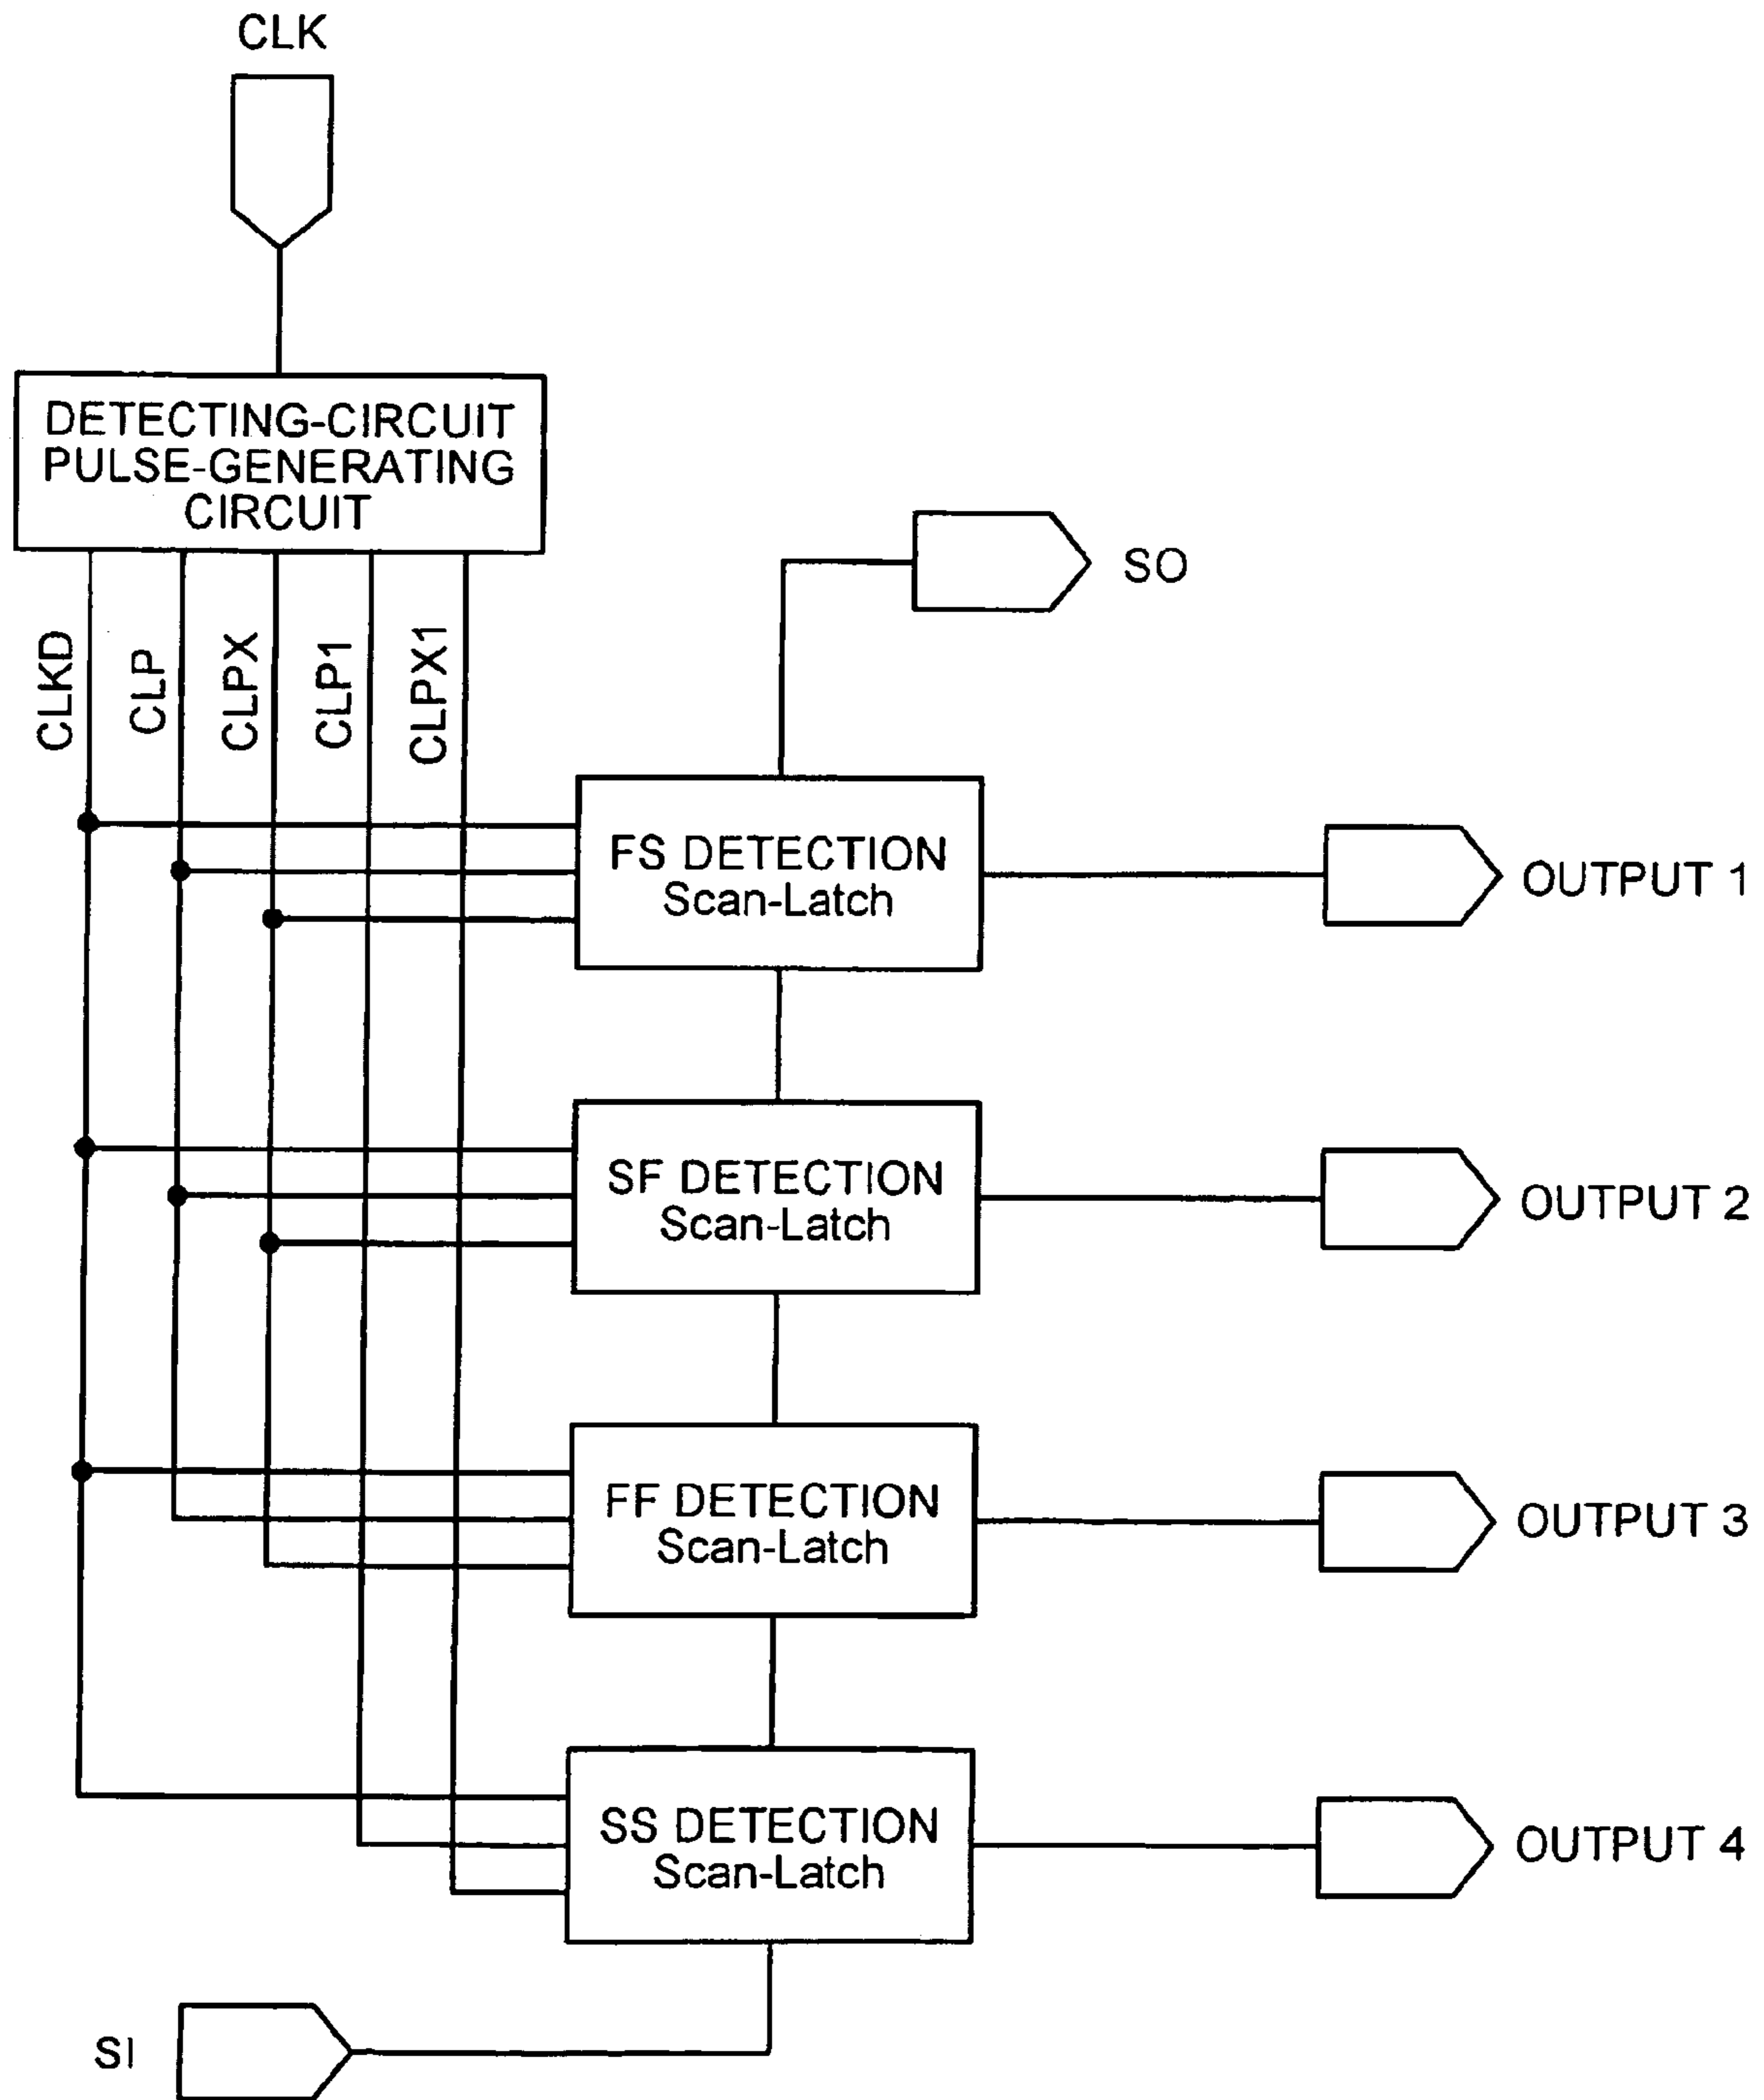 CLK
DETECTING-CIRCUIT
PULSE-GENERATING
CIRCUIT
SO
CLKD
CLP
CLPX
CLP1
CLPX1
FS DETECTION
Scan-Latch
OUTPUT 1
SF DETECTION
Scan-Latch
OUTPUT 2
FF DETECTION
Scan-Latch
OUTPUT 3
SS DETECTION
Scan-Latch
OUTPUT 4
SI